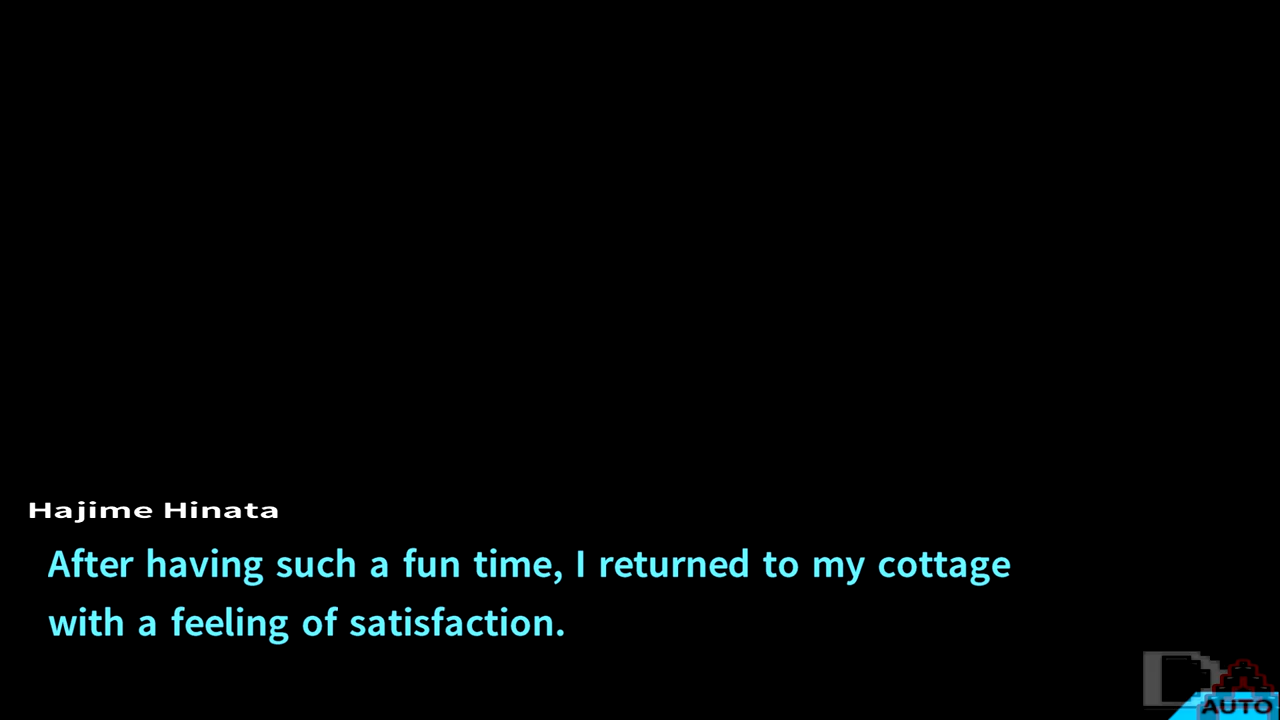 Hajime Hinata
After having such a fun time, I returned to my cottage
with a feeling of satisfaction.
AUTO